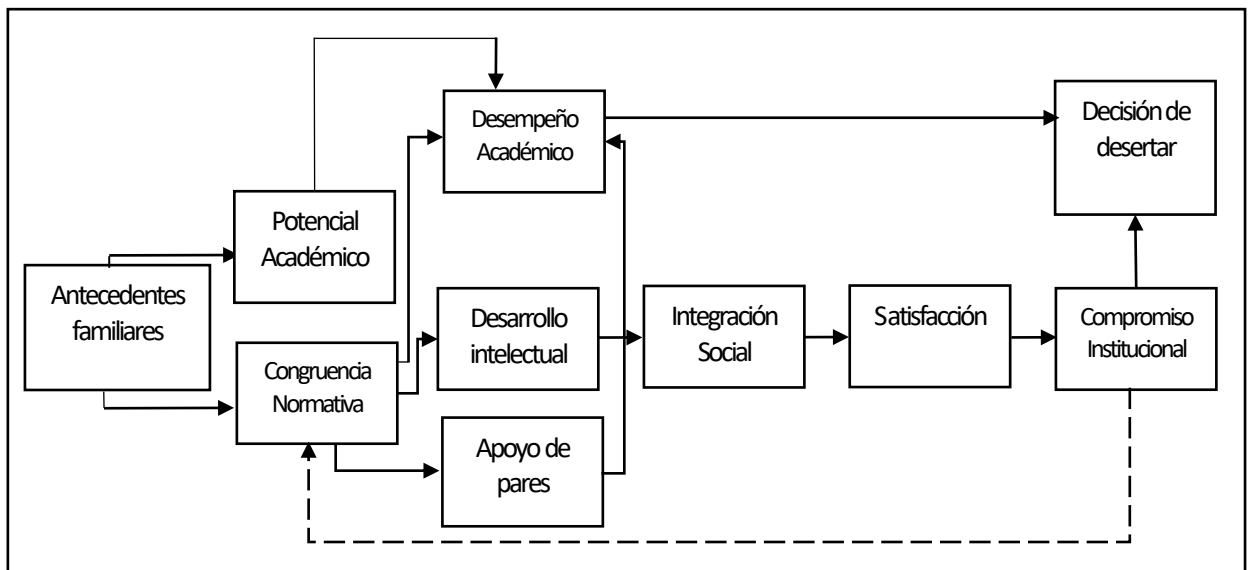 Desempeño
Académico
Decisión de
desertar
Potencial
Académico
Antecedentes
familiares
Desarrollo
intelectual
Integración
Social
Satisfacción
Compromiso
Institucional
Congruencia
Normativa
Apoyo de
pares